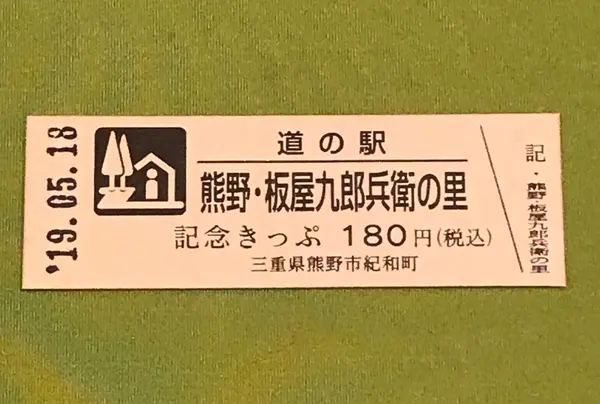 '19.05.18
道の駅
熊野・板屋九郎兵衛の里
記念きっぷ 180円(税込)
三重県熊野市紀和町
記・熊野・板屋九郎兵衛の里